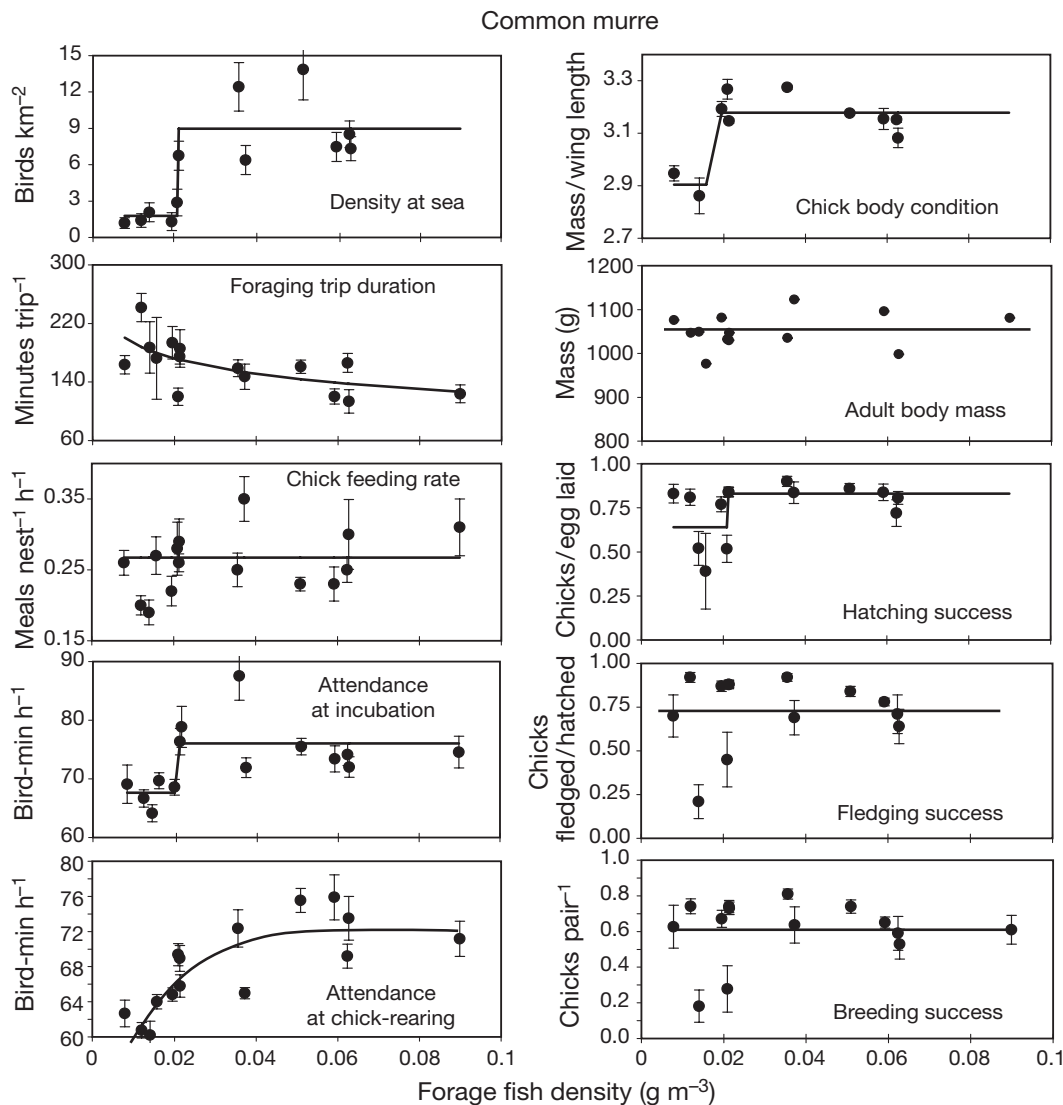 Common murre
Birds km⁻²
15
12
9
6
3
0
Density at sea
Minutes trip⁻¹
300
220
140
60
Foraging trip duration
Meals nest⁻¹ h⁻¹
0.35
0.25
0.15
Chick feeding rate
Bird-min h⁻¹
90
80
70
60
Attendance
at incubation
Bird-min h⁻¹
80
76
72
68
64
60
Attendance
at chick-rearing
0 0.02 0.04 0.06 0.08 0.1
Mass/wing length
3.3
3.1
2.9
2.7
Chick body condition
Mass (g)
1200
1100
1000
900
800
Adult body mass
Chicks/egg laid
1.00
0.75
0.50
0.25
0.00
Hatching success
Chicks
fledged/hatched
1.00
0.75
0.50
0.25
0.00
Fledging success
Chicks pair⁻¹
1.0
0.8
0.6
0.4
0.2
0.0
Breeding success
0 0.02 0.04 0.06 0.08 0.1
Forage fish density (g m⁻³)